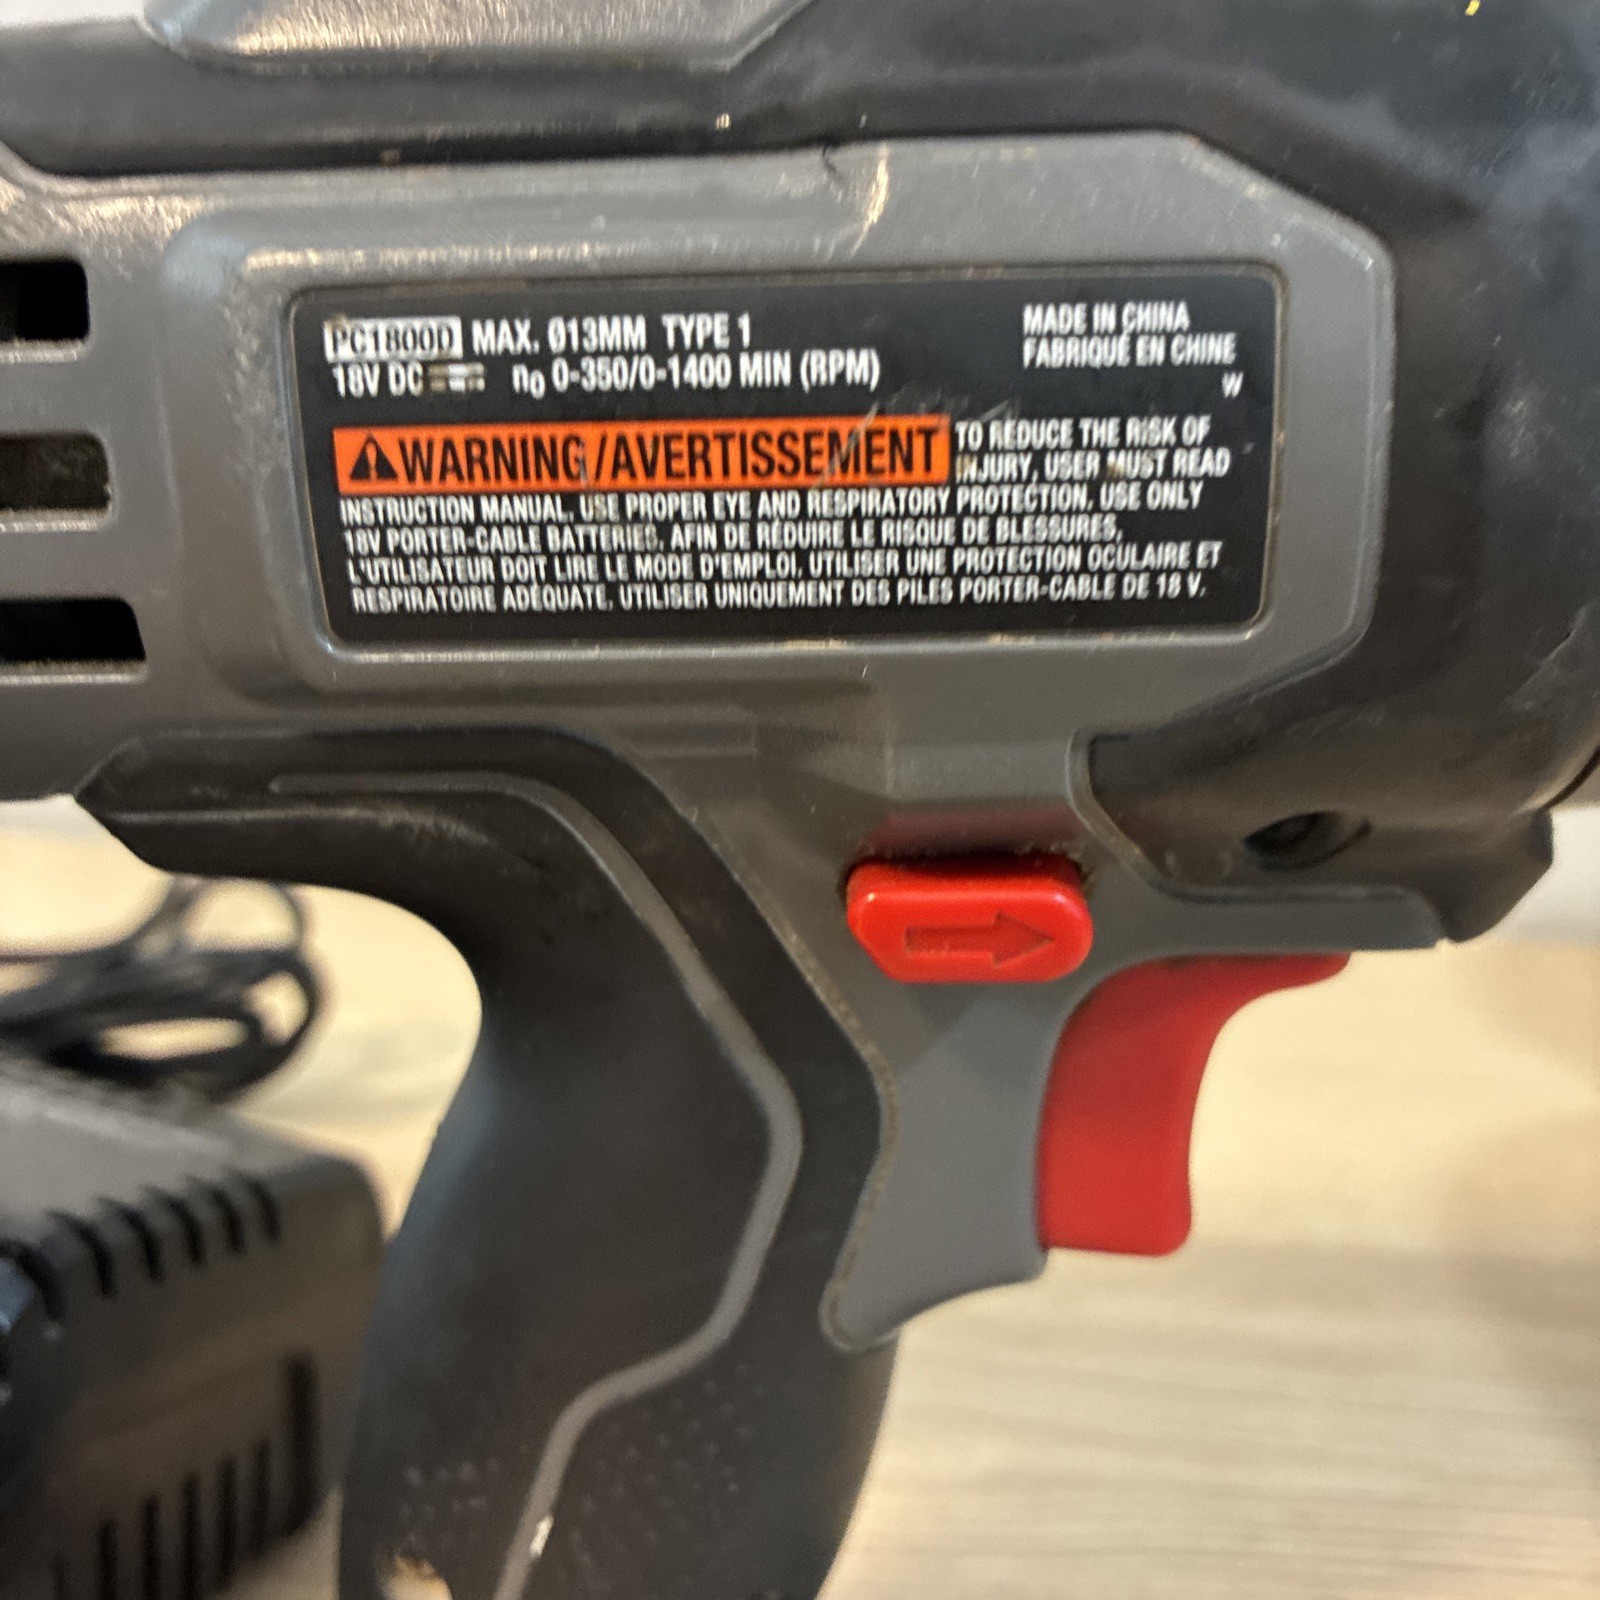 PC1800D MAX. Ø13MM TYPE 1
18V DC n₀ 0-350/0-1400 MIN (RPM)
MADE IN CHINA
FABRIQUÉ EN CHINE
W
WARNING/AVERTISSEMENT TO REDUCE THE RISK OF
INJURY, USER MUST READ
INSTRUCTION MANUAL. USE PROPER EYE AND RESPIRATORY PROTECTION. USE ONLY
18V PORTER-CABLE BATTERIES. AFIN DE RÉDUIRE LE RISQUE DE BLESSURES,
L'UTILISATEUR DOIT LIRE LE MODE D'EMPLOI. UTILISER UNE PROTECTION OCULAIRE ET
RESPIRATOIRE ADÉQUATE. UTILISER UNIQUEMENT DES PILES PORTER-CABLE DE 18 V.